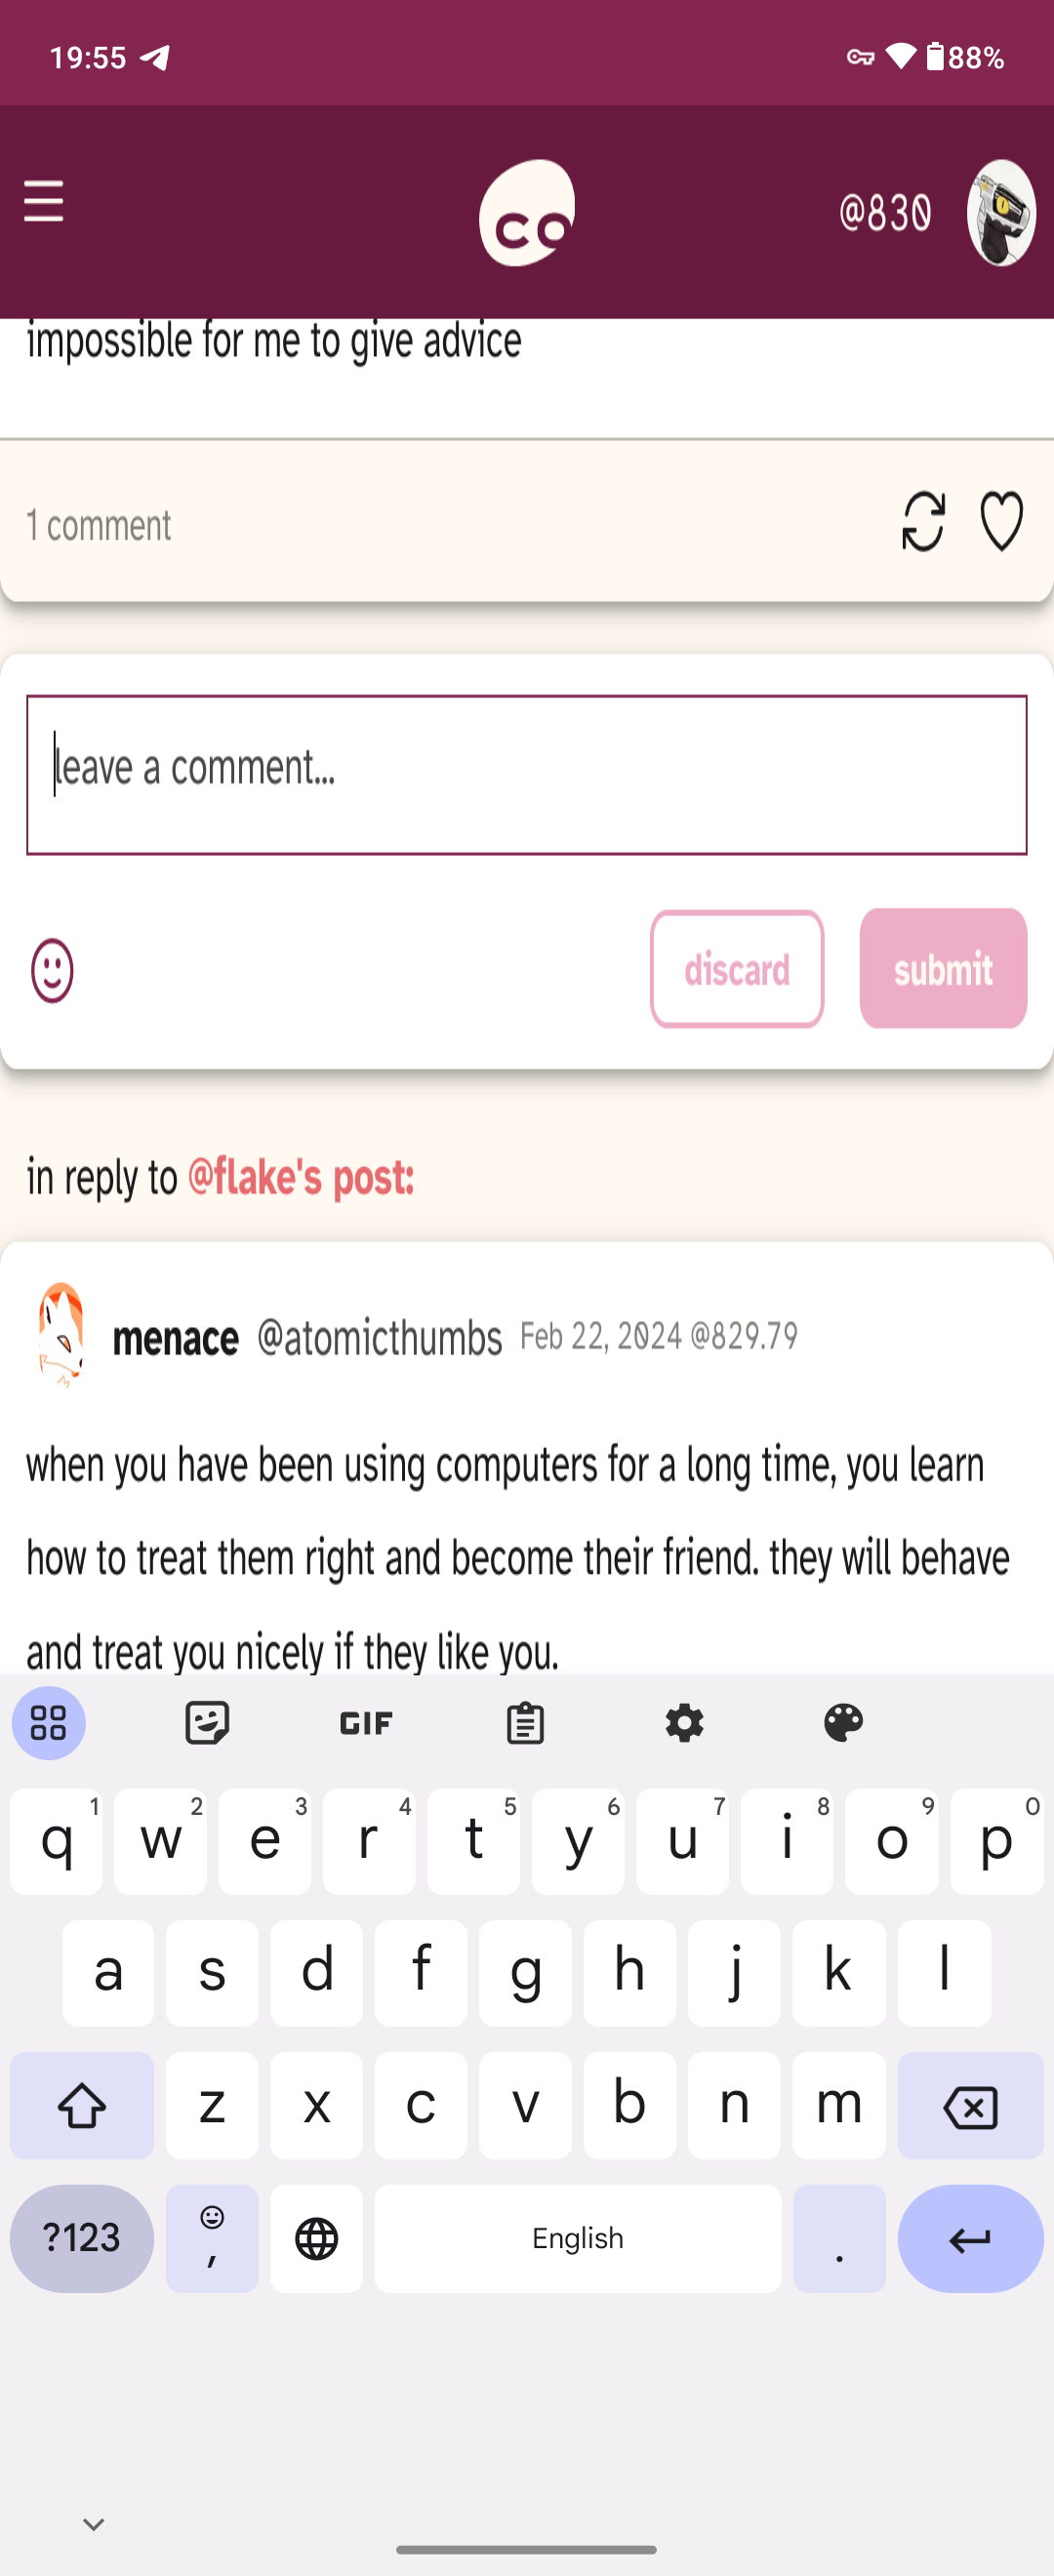 19:55 88%
co @830
impossible for me to give advice
1 comment
leave a comment...
discard submit
in reply to @flake's post:
menace @atomicthumbs Feb 22, 2024 @829.79
when you have been using computers for a long time, you learn
how to treat them right and become their friend. they will behave
and treat you nicely if they like you.
GIF
1 2 3 4 5 6 7 8 9 0
q w e r t y u i o p
a s d f g h j k l
z x c v b n m
?123 , English .